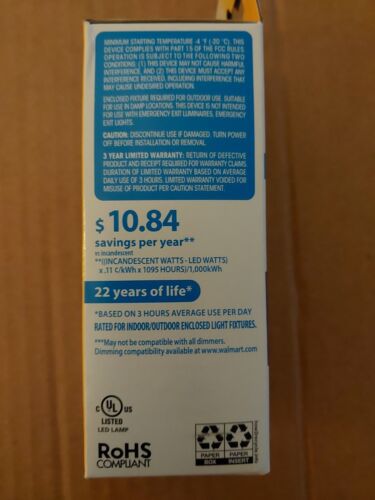 MINIMUM STARTING TEMPERATURE -4 °F (-20 °C). THIS
DEVICE COMPLIES WITH PART 15 OF THE FCC RULES.
OPERATION IS SUBJECT TO THE FOLLOWING TWO
CONDITIONS: (1) THIS DEVICE MAY NOT CAUSE HARMFUL
INTERFERENCE, AND (2) THIS DEVICE MUST ACCEPT ANY
INTERFERENCE RECEIVED, INCLUDING INTERFERENCE THAT
MAY CAUSE UNDESIRED OPERATION.
ENCLOSED FIXTURE REQUIRED FOR OUTDOOR USE. SUITABLE
FOR USE IN DAMP LOCATIONS. THIS DEVICE IS NOT INTENDED
FOR USE WITH EMERGENCY EXIT LUMINAIRES, EMERGENCY
EXIT LIGHTS.
CAUTION: DISCONTINUE USE IF DAMAGED. TURN POWER
OFF BEFORE INSTALLATION OR REMOVAL.
3 YEAR LIMITED WARRANTY: RETURN OF DEFECTIVE
PRODUCT AND RECEIPT REQUIRED FOR WARRANTY CLAIMS.
DURATION OF LIMITED WARRANTY BASED ON AVERAGE
DAILY USE OF 3 HOURS. LIMITED WARRANTY VOIDED FOR
MISUSE OF PRODUCT PER CAUTION STATEMENT.
$ 10.84
savings per year**
vs incandescent
**((INCANDESCENT WATTS - LED WATTS)
x .11 ¢/kWh x 1095 HOURS)/1,000kWh
22 years of life*
*BASED ON 3 HOURS AVERAGE USE PER DAY
RATED FOR INDOOR/OUTDOOR ENCLOSED LIGHT FIXTURES.
***May not be compatible with all dimmers.
Dimming compatibility available at www.walmart.com
C UL US
LISTED
LED LAMP
RoHS
COMPLIANT
PAPER
BOX
PAPER
INSERT
how2recycle.info